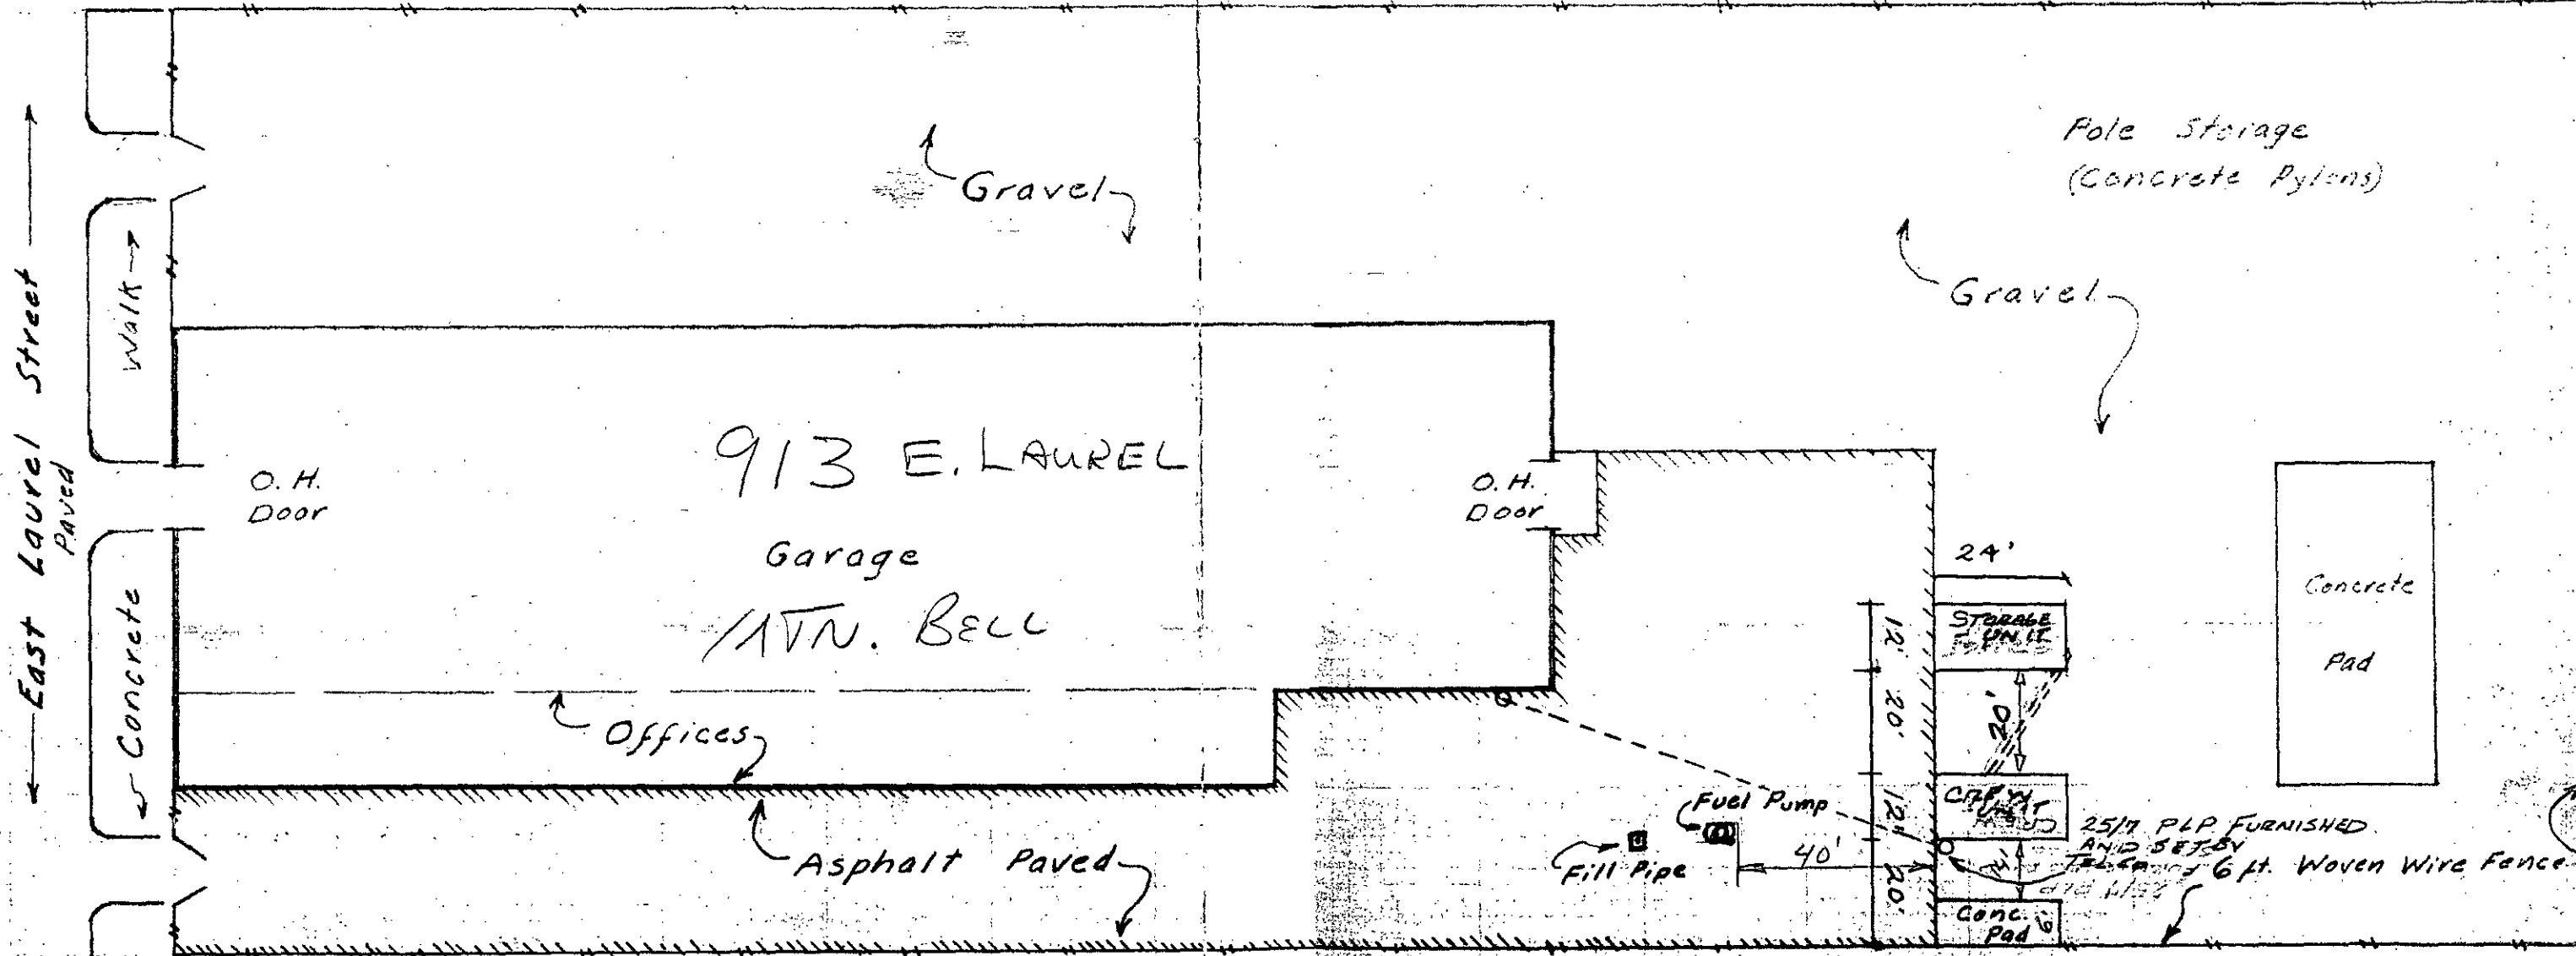 Pole Storage
(Concrete Pylons)
Gravel
Gravel
East Laurel Street
Paved
Walk
Concrete
O. H.
Door
913 E. LAUREL
Garage
MTN. BELL
O. H.
Door
24'
STORAGE
UNIT
12'
20'
20'
12'
20'
Concrete
Pad
Offices
Asphalt Paved
Fuel Pump
Fill Pipe
40'
UNIT
25/7 PLP FURNISHED
AND SET BY
6 ft. Woven Wire Fence
Conc.
Pad